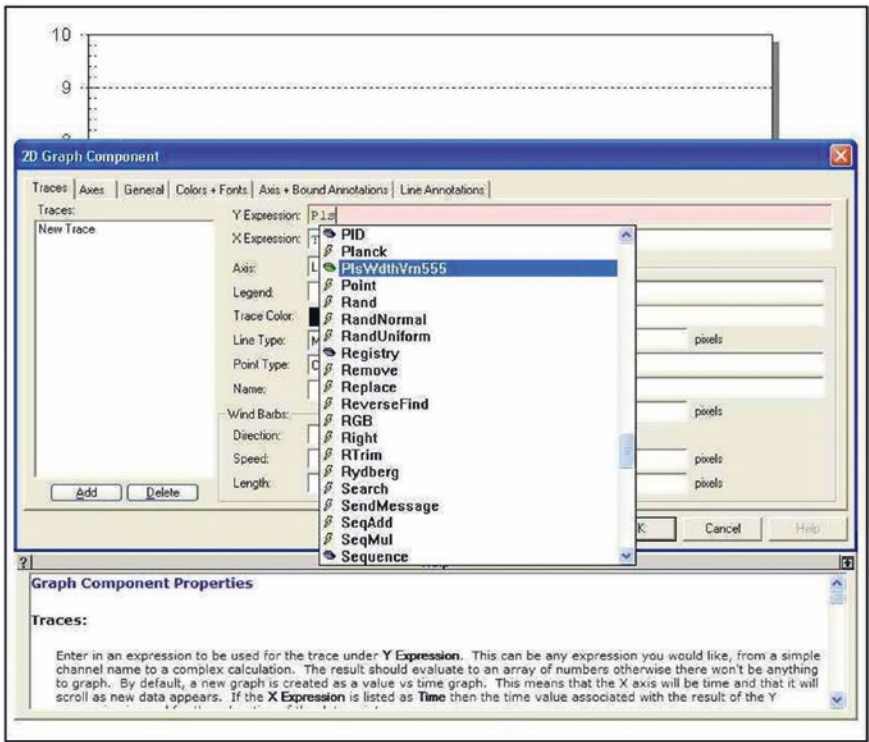 10
9
2D Graph Component
Traces Axes General Colors + Fonts Axis + Bound Annotations Line Annotations
Traces:
New Trace
Y Expression: Pls
X Expression: T
Axis: L
Legend:
Trace Color:
Line Type: M
pixels
Point Type: C
Name:
pixels
Wind Barbs:
Direction:
Speed:
pixels
Length:
pixels
PID
Planck
PlsWdthVrn555
Point
Rand
RandNormal
RandUniform
Registry
Remove
Replace
ReverseFind
RGB
Right
RTrim
Rydberg
Search
SendMessage
SeqAdd
SeqMul
Sequence
Add Delete
K Cancel Help
?
Graph Component Properties
Traces:
Enter in an expression to be used for the trace under Y Expression. This can be any expression you would like, from a simple
channel name to a complex calculation. The result should evaluate to an array of numbers otherwise there won't be anything
to graph. By default, a new graph is created as a value vs time graph. This means that the X axis will be time and that it will
scroll as new data appears. If the X Expression is listed as Time then the time value associated with the result of the Y